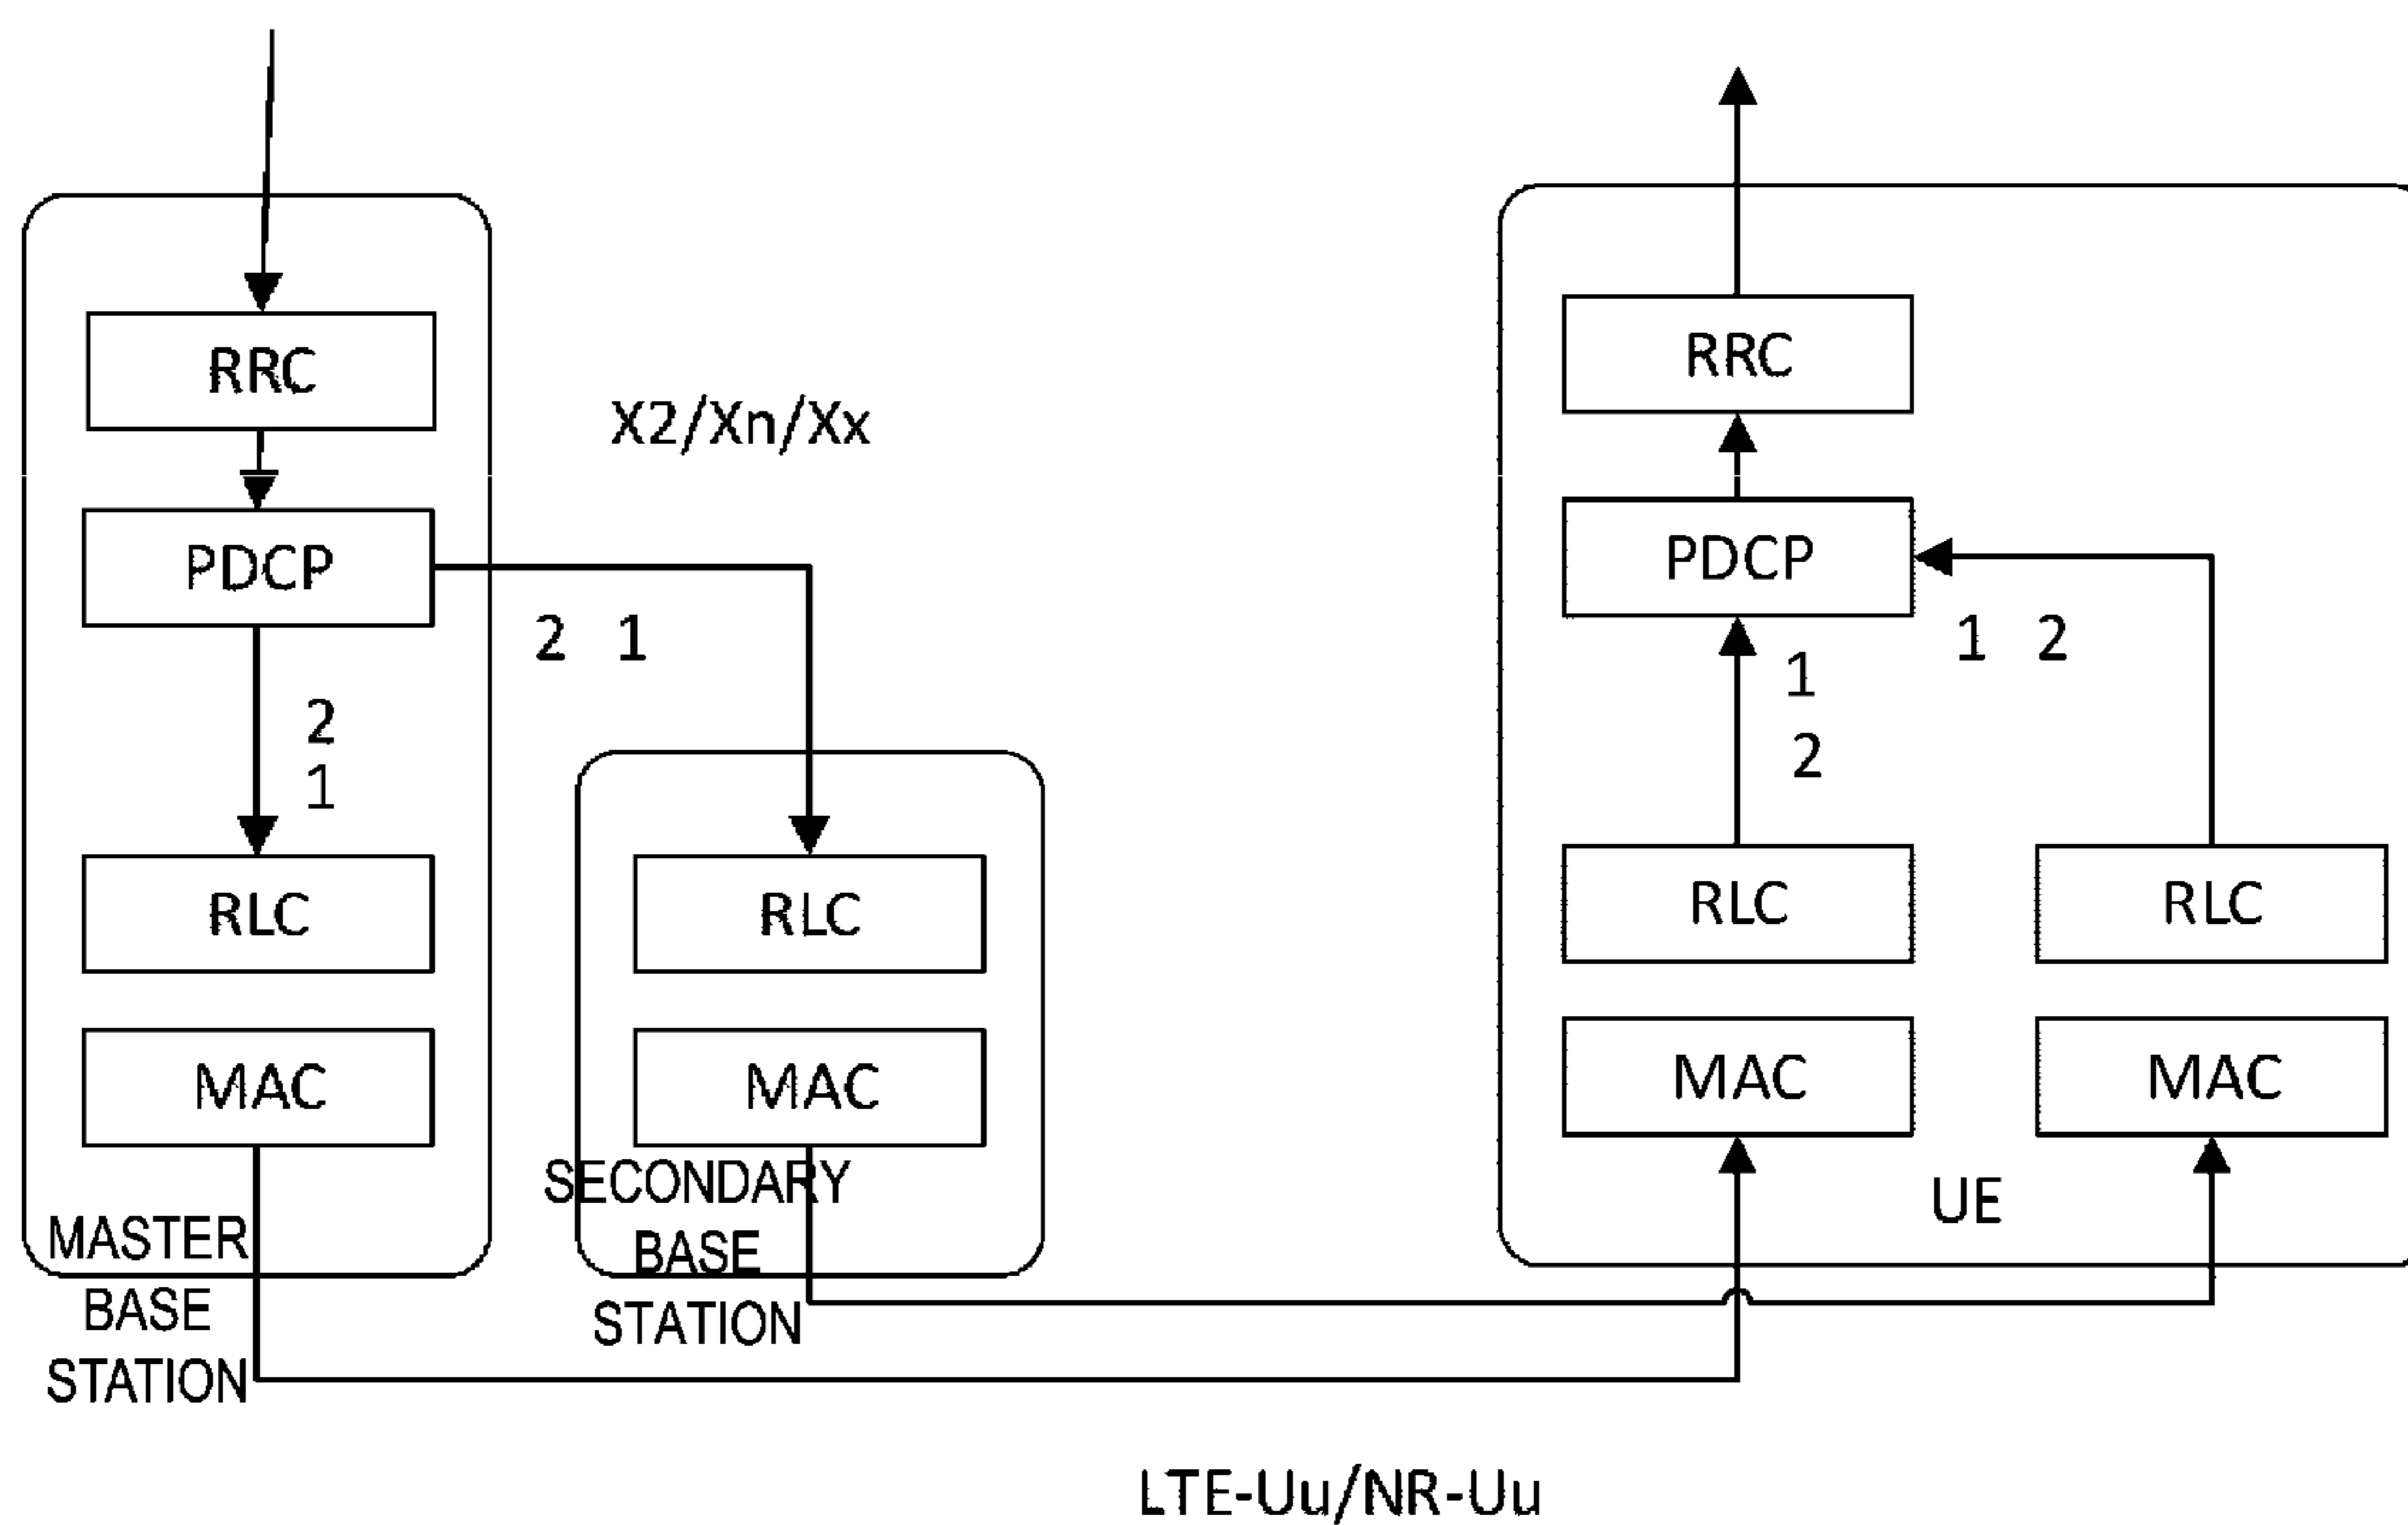 RRC
PDCP
X2/Xn/Xx
2 1
2
1
RLC
MAC
MASTER
BASE
STATION
RLC
MAC
SECONDARY
BASE
STATION
RRC
PDCP
1 2
1
2
RLC
RLC
MAC
MAC
UE
LTE-Uu/NR-Uu